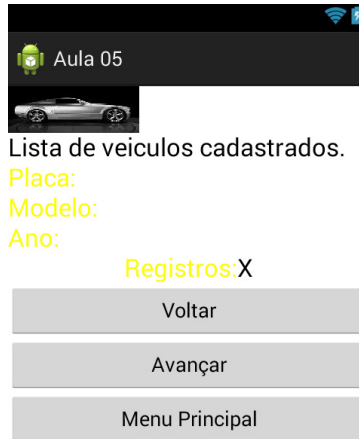 Aula 05
Lista de veiculos cadastrados.
Placa:
Modelo:
Ano:
Registros:X
Voltar
Avançar
Menu Principal